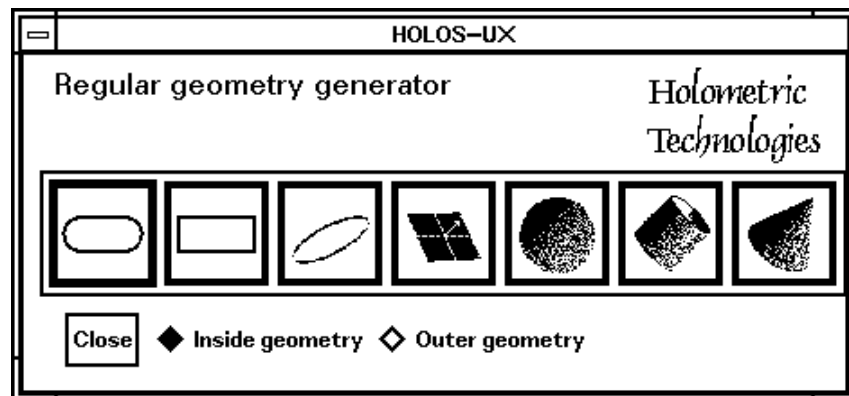 HOLOS-UX
Regular geometry generator
Holometric
Technologies
Close
Inside geometry
Outer geometry